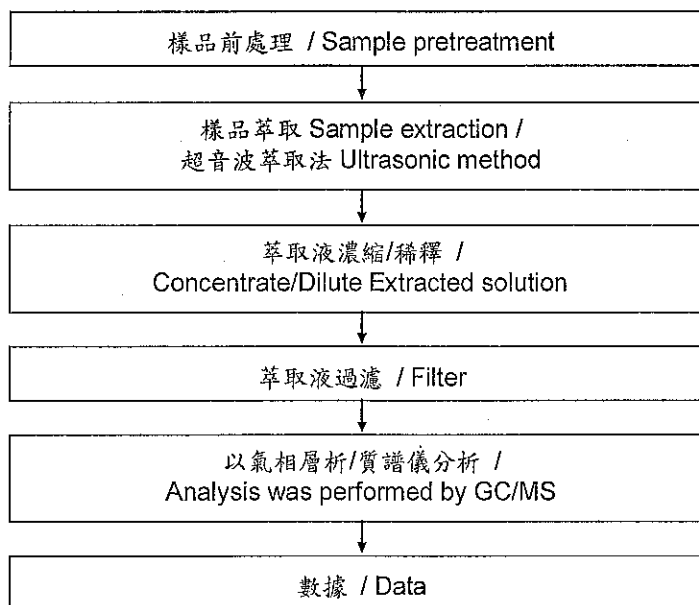 樣品前處理 / Sample pretreatment
樣品萃取 Sample extraction /
超音波萃取法 Ultrasonic method
萃取液濃縮/稀釋 /
Concentrate/Dilute Extracted solution
萃取液過濾 / Filter
以氣相層析/質譜儀分析 /
Analysis was performed by GC/MS
數據 / Data